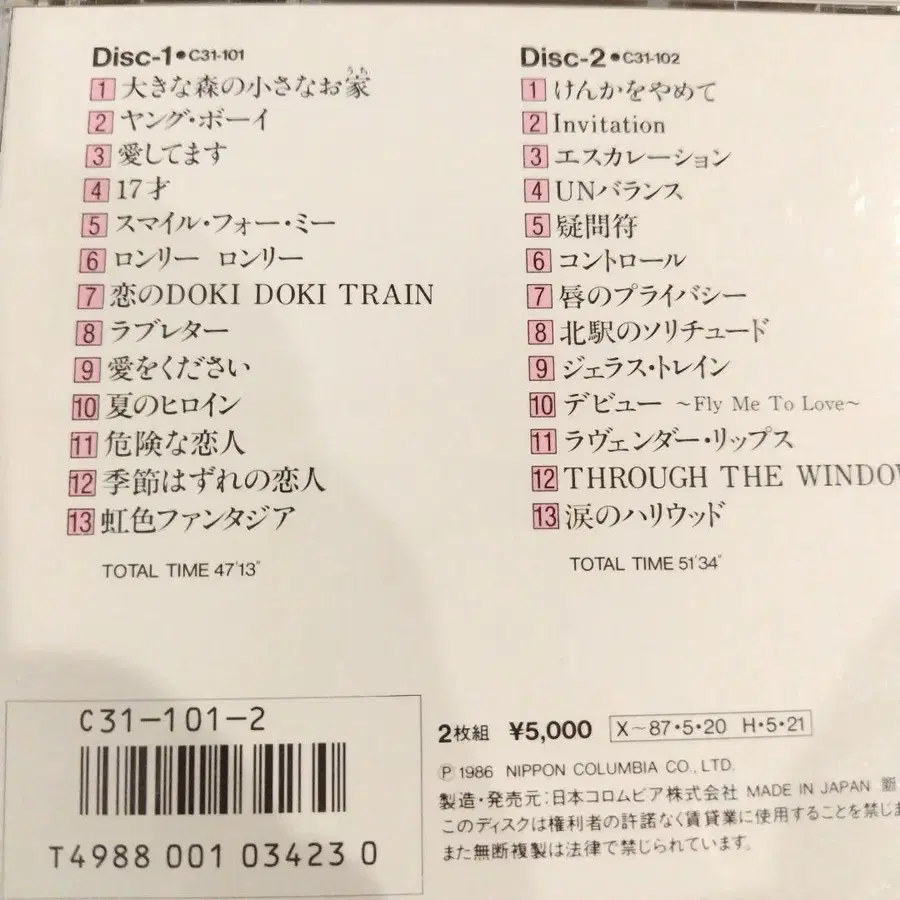 Disc-1●C31-101
1 大きな森の小さなお家
うち
2 ヤング・ボーイ
3 愛してます
4 17才
5 スマイル・フォー・ミー
6 ロンリー ロンリー
7 恋のDOKI DOKI TRAIN
8 ラブレター
9 愛をください
10 夏のヒロイン
11 危険な恋人
12 季節はずれの恋人
13 虹色ファンタジア
TOTAL TIME 47'13"
Disc-2●C31-102
1 けんかをやめて
2 Invitation
3 エスカレーション
4 UNバランス
5 疑問符
6 コントロール
7 唇のプライバシー
8 北駅のソリチュード
9 ジェラス・トレイン
10 デビュー ~Fly Me To Love~
11 ラヴェンダー・リップス
12 THROUGH THE WINDOW
13 涙のハリウッド
TOTAL TIME 51'34"
C31-101-2
T4988 001 03423 0
2枚組 ¥5,000 X~87・5・20 H・5・21
Ⓟ 1986 NIPPON COLUMBIA CO., LTD.
製造・発売元:日本コロムビア株式会社 MADE IN JAPAN
このディスクは権利者の許諾なく賃貸業に使用することを禁じま
また無断複製は法律で禁じられています。